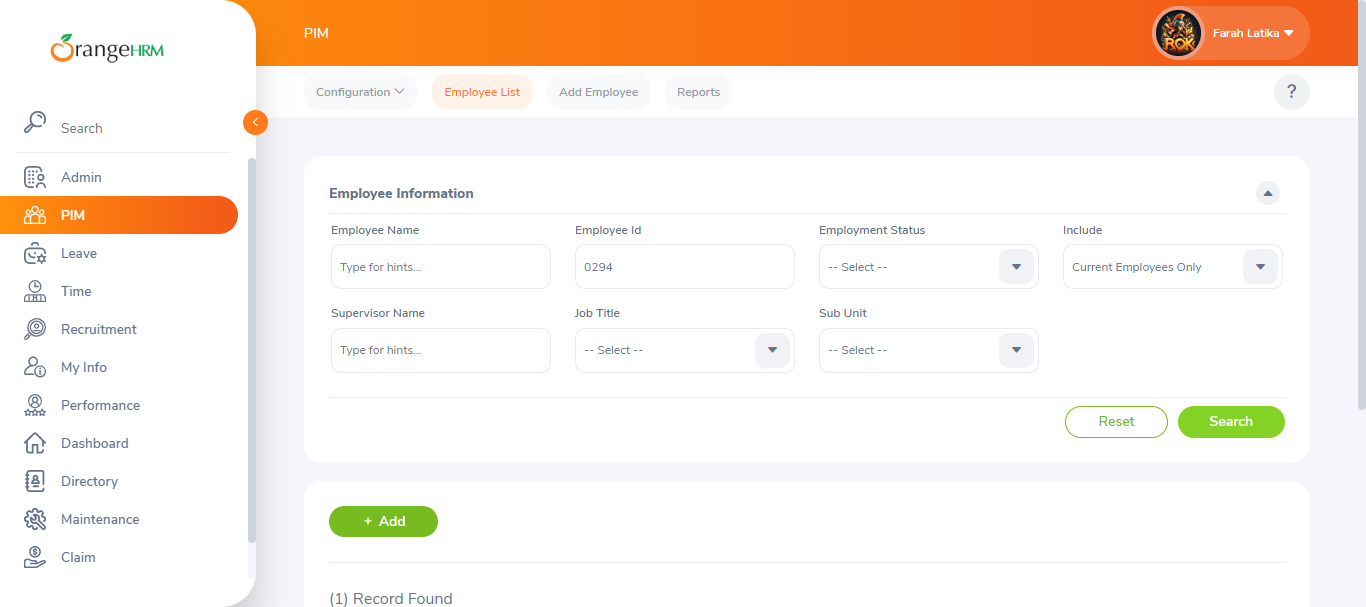 OrangeHRM
Search
Admin
PIM
Leave
Time
Recruitment
My Info
Performance
Dashboard
Directory
Maintenance
Claim
PIM
ROK
Farah Latika
Configuration
Employee List
Add Employee
Reports
?
Employee Information
Employee Name
Employee Id
Employment Status
Include
Type for hints...
0294
-- Select --
Current Employees Only
Supervisor Name
Job Title
Sub Unit
Type for hints...
-- Select --
-- Select --
Reset
Search
+ Add
(1) Record Found